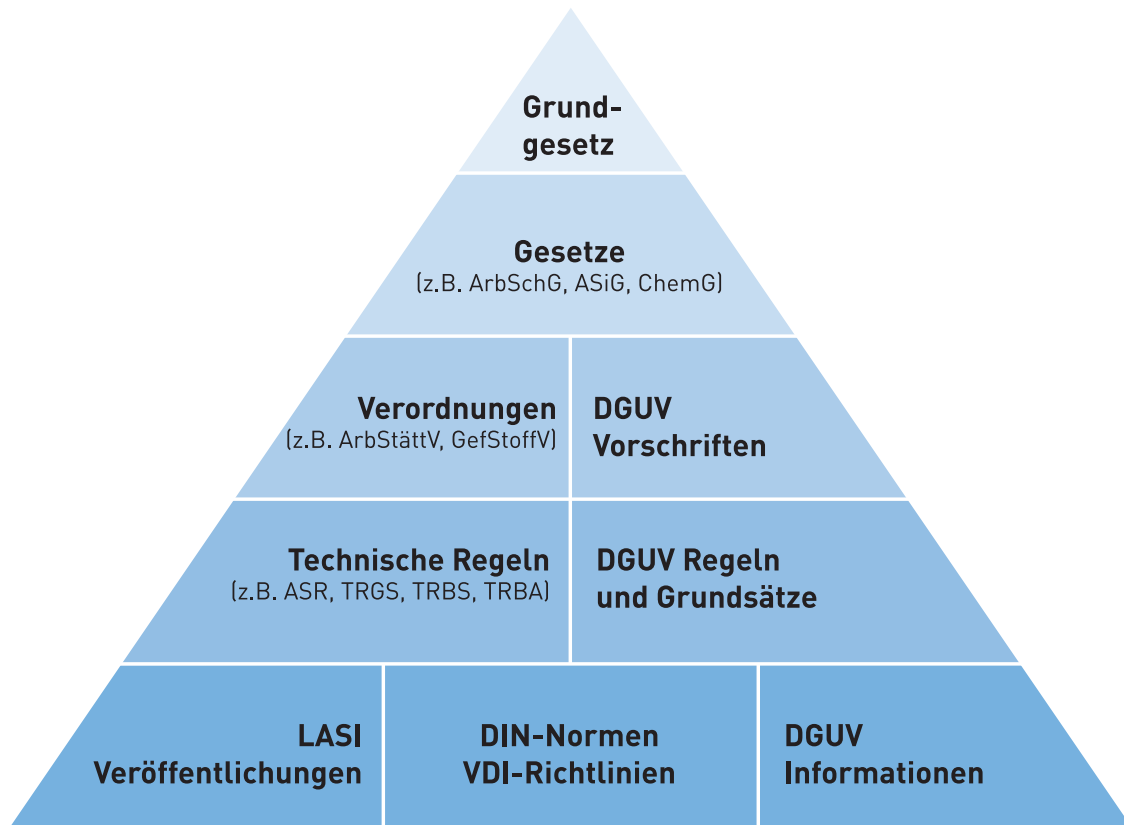 Grund-
gesetz
Gesetze
(z.B. ArbSchG, ASiG, ChemG)
Verordnungen
(z.B. ArbStättV, GefStoffV)
DGUV
Vorschriften
Technische Regeln
(z.B. ASR, TRGS, TRBS, TRBA)
DGUV Regeln
und Grundsätze
LASI
Veröffentlichungen
DIN-Normen
VDI-Richtlinien
DGUV
Informationen